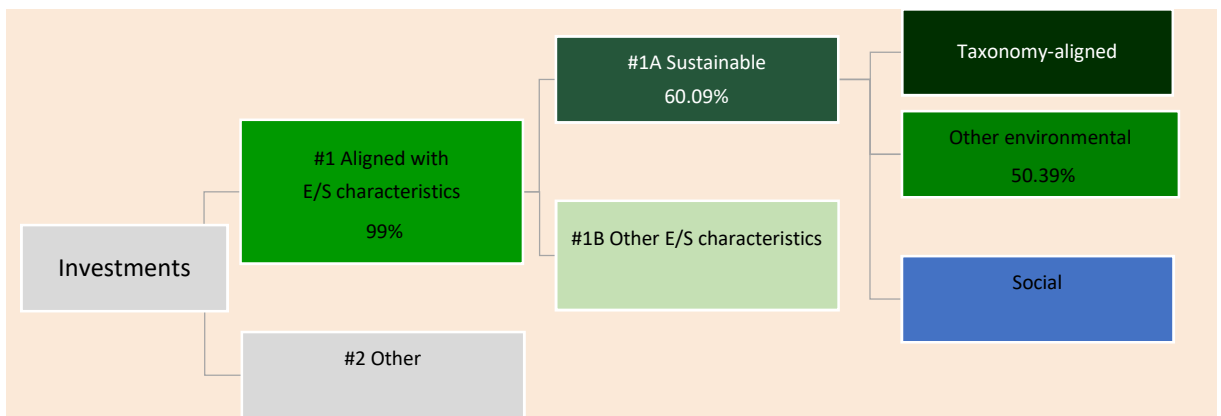 Investments
#1 Aligned with
E/S characteristics
99%
#2 Other
#1A Sustainable
60.09%
#1B Other E/S characteristics
Taxonomy-aligned
Other environmental
50.39%
Social